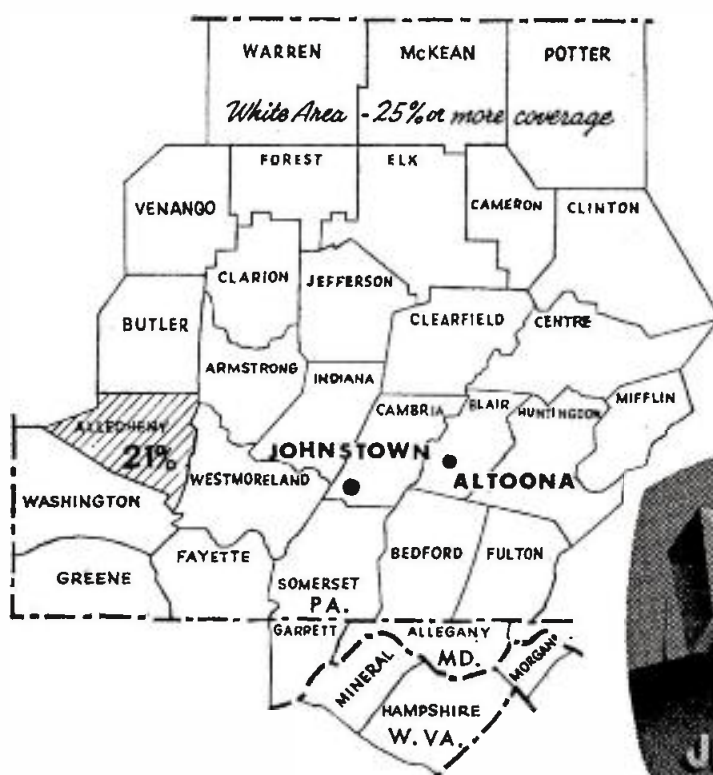 WARREN
McKEAN
POTTER
White Area - 25% or more coverage
FOREST
ELK
VENANGO
CAMERON
CLINTON
CLARION
JEFFERSON
BUTLER
CLEARFIELD
CENTRE
ARMSTRONG
INDIANA
CAMBRIA
BLAIR
HUNTINGDON
MIFFLIN
ALLEGHENY
21%
JOHNSTOWN
WESTMORELAND
ALTOONA
WASHINGTON
FAYETTE
BEDFORD
FULTON
GREENE
SOMERSET
PA.
GARRETT
ALLEGANY
MD.
MORGAN
MINERAL
HAMPSHIRE
W. VA.
J